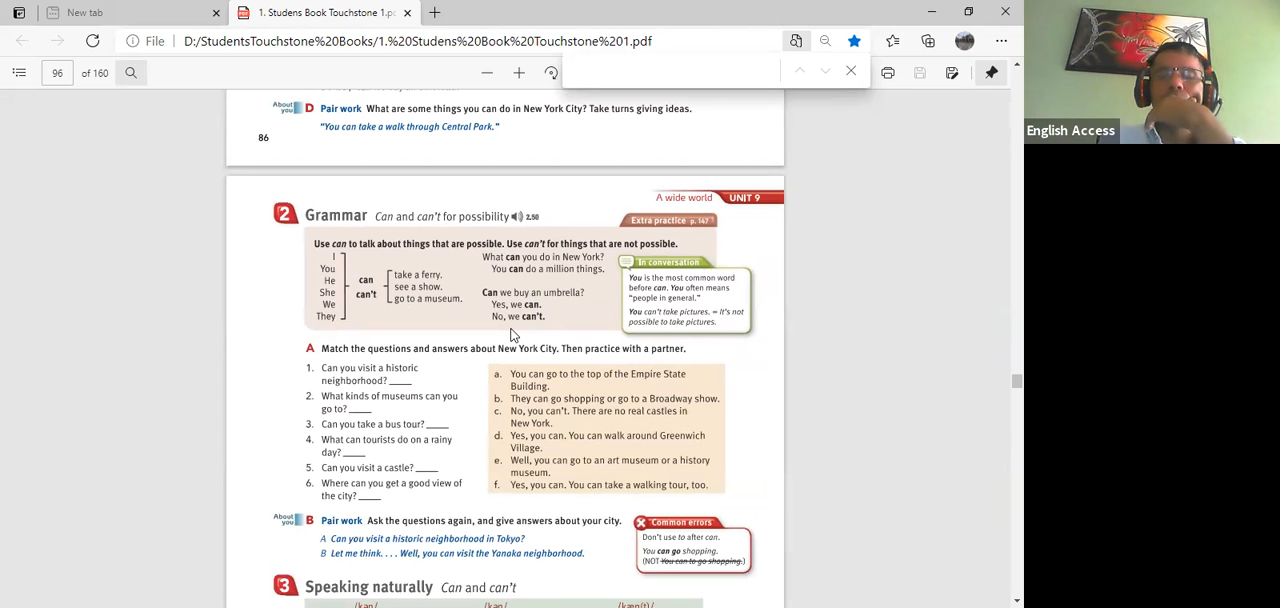 New tab
1. Studens Book Touchstone 1.pd
File
D:/StudentsTouchstone%20Books/1.%20Studens%20Book%20Touchstone%201.pdf
96 of 160
About you D Pair work What are some things you can do in New York City? Take turns giving ideas.
"You can take a walk through Central Park."
86
A wide world UNIT 9
2 Grammar Can and can't for possibility 2.50
Extra practice p. 147
Use can to talk about things that are possible. Use can't for things that are not possible.
I
You
He
She
We
They
can
can't
take a ferry.
see a show.
go to a museum.
What can you do in New York?
You can do a million things.
Can we buy an umbrella?
Yes, we can.
No, we can't.
In conversation
You is the most common word
before can. You often means
"people in general."
You can't take pictures. = It's not
possible to take pictures.
A Match the questions and answers about New York City. Then practice with a partner.
1. Can you visit a historic
neighborhood? ____
2. What kinds of museums can you
go to? ____
3. Can you take a bus tour? ____
4. What can tourists do on a rainy
day? ____
5. Can you visit a castle? ____
6. Where can you get a good view of
the city? ____
a. You can go to the top of the Empire State
Building.
b. They can go shopping or go to a Broadway show.
c. No, you can't. There are no real castles in
New York.
d. Yes, you can. You can walk around Greenwich
Village.
e. Well, you can go to an art museum or a history
museum.
f. Yes, you can. You can take a walking tour, too.
About you B Pair work Ask the questions again, and give answers about your city.
A Can you visit a historic neighborhood in Tokyo?
B Let me think. . . . Well, you can visit the Yanaka neighborhood.
Common errors
Don't use to after can.
You can go shopping.
(NOT You can to go shopping.)
3 Speaking naturally Can and can't
/kən/ /kən/ /kæn(t)/
English Access